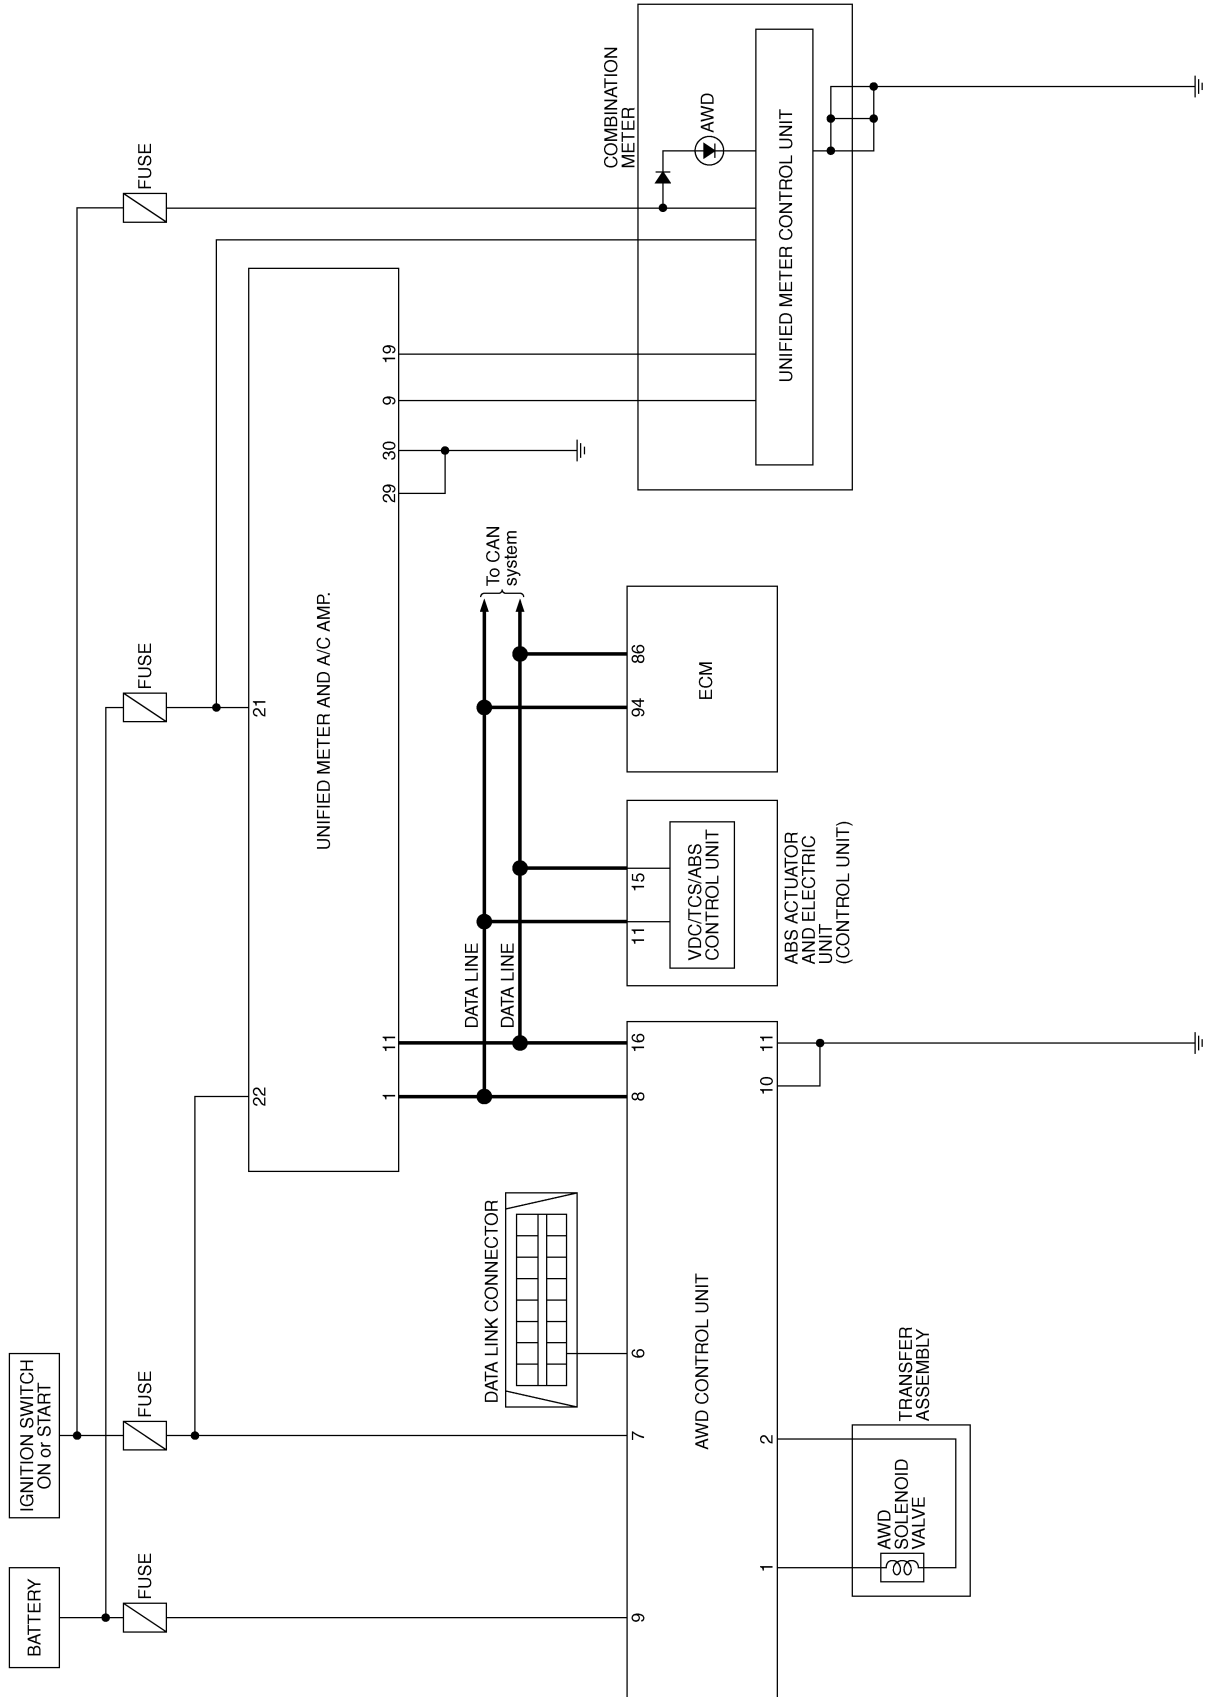 BATTERY
IGNITION SWITCH
ON or START
FUSE
FUSE
FUSE
FUSE
22
21
UNIFIED METER AND A/C AMP.
1
11
29
30
9
19
DATA LINK CONNECTOR
DATA LINE
DATA LINE
To CAN
system
COMBINATION
METER
AWD
UNIFIED METER CONTROL UNIT
9
7
6
8
16
AWD CONTROL UNIT
1
2
10
11
11
15
VDC/TCS/ABS
CONTROL UNIT
ABS ACTUATOR
AND ELECTRIC
UNIT
(CONTROL UNIT)
94
86
ECM
AWD
SOLENOID
VALVE
TRANSFER
ASSEMBLY